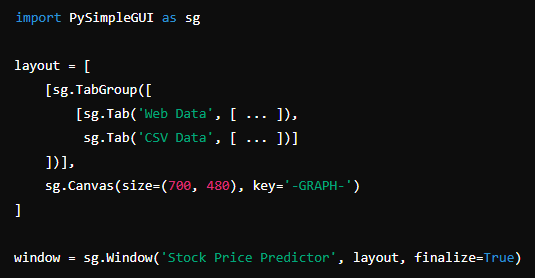 import PySimpleGUI as sg
layout = [
    [sg.TabGroup([
        [sg.Tab('Web Data', [ ... ]),
         sg.Tab('CSV Data', [ ... ])]
    ])],
    sg.Canvas(size=(700, 480), key='-GRAPH-')
]
window = sg.Window('Stock Price Predictor', layout, finalize=True)